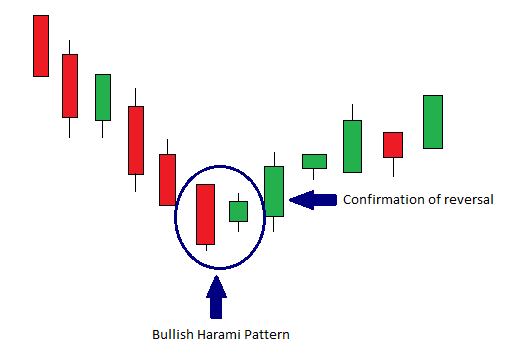 Confirmation of reversal
Bullish Harami Pattern